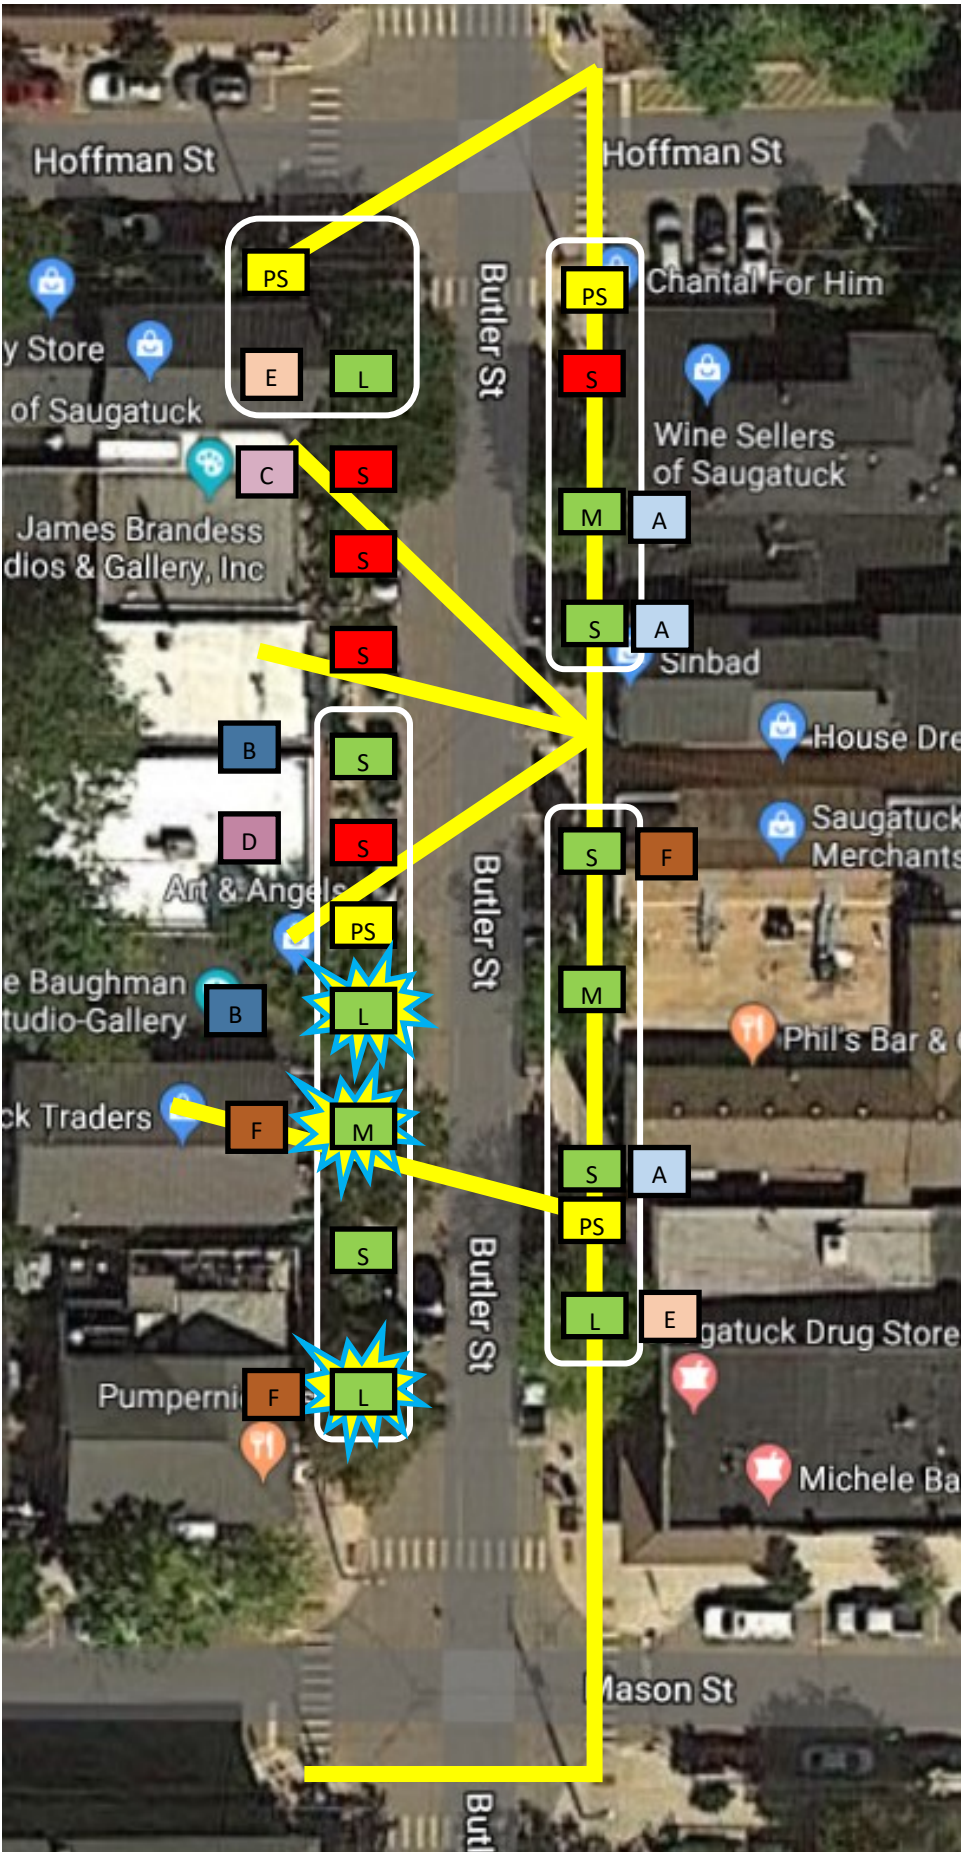 Hoffman St
Hoffman St
PS
PS
Chantal For Him
Butler St
y Store
E
L
S
of Saugatuck
Wine Sellers
of Saugatuck
C
S
M
A
James Brandess
dios & Gallery, Inc
S
S
A
S
Sinbad
B
S
House Dre
D
S
Saugatuck
Merchants
S
F
Art & Angels
PS
Butler St
e Baughman
tudio-Gallery
B
L
M
Phil's Bar &
ck Traders
F
M
S
A
PS
S
Butler St
L
E
gatuck Drug Store
Pumperni
F
L
Michele Ba
Mason St
Butl